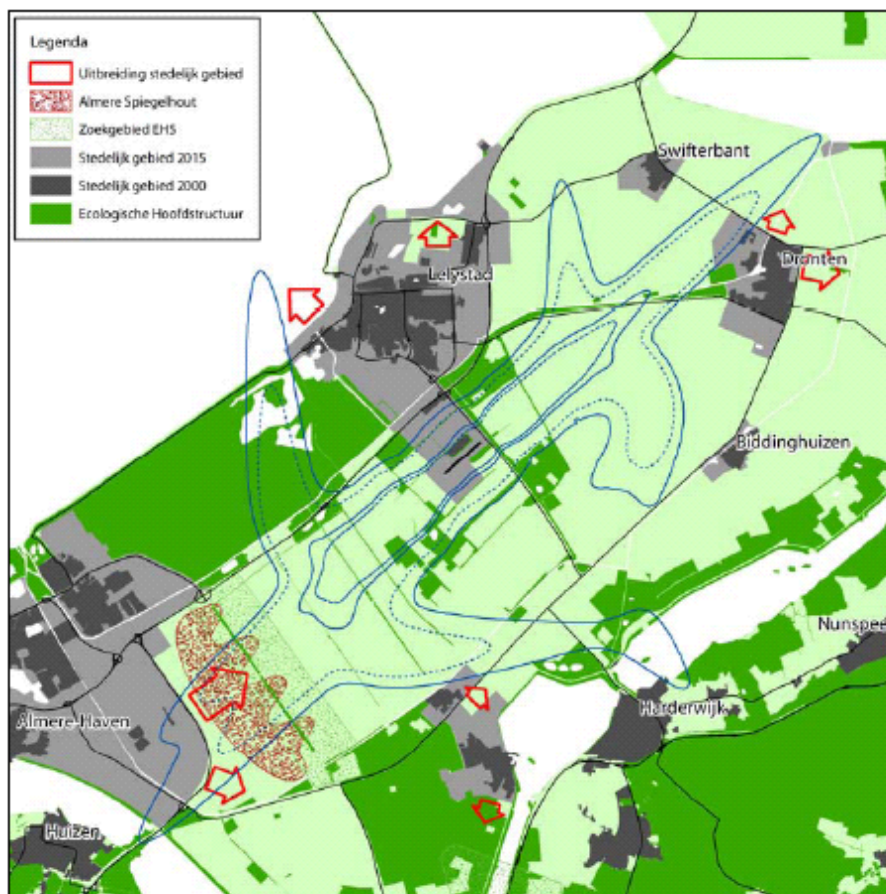 Legenda
Uitbreiding stedelijk gebied
Almere Spiegelhout
Zoekgebied EHS
Stedelijk gebied 2015
Stedelijk gebied 2000
Ecologische Hoofdstructuur
Swifterbant
Lelystad
Dronten
Biddinghuizen
Nunspee
Harderwijk
Almere-Haven
Huizen